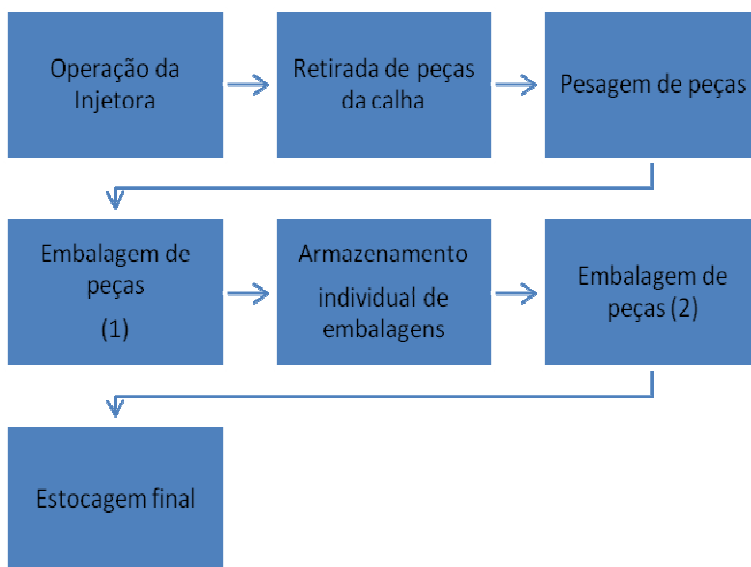 Operação da
Injetora
Retirada de peças
da calha
Pesagem de peças
Embalagem de
peças
(1)
Armazenamento
individual de
embalagens
Embalagem de
peças (2)
Estocagem final